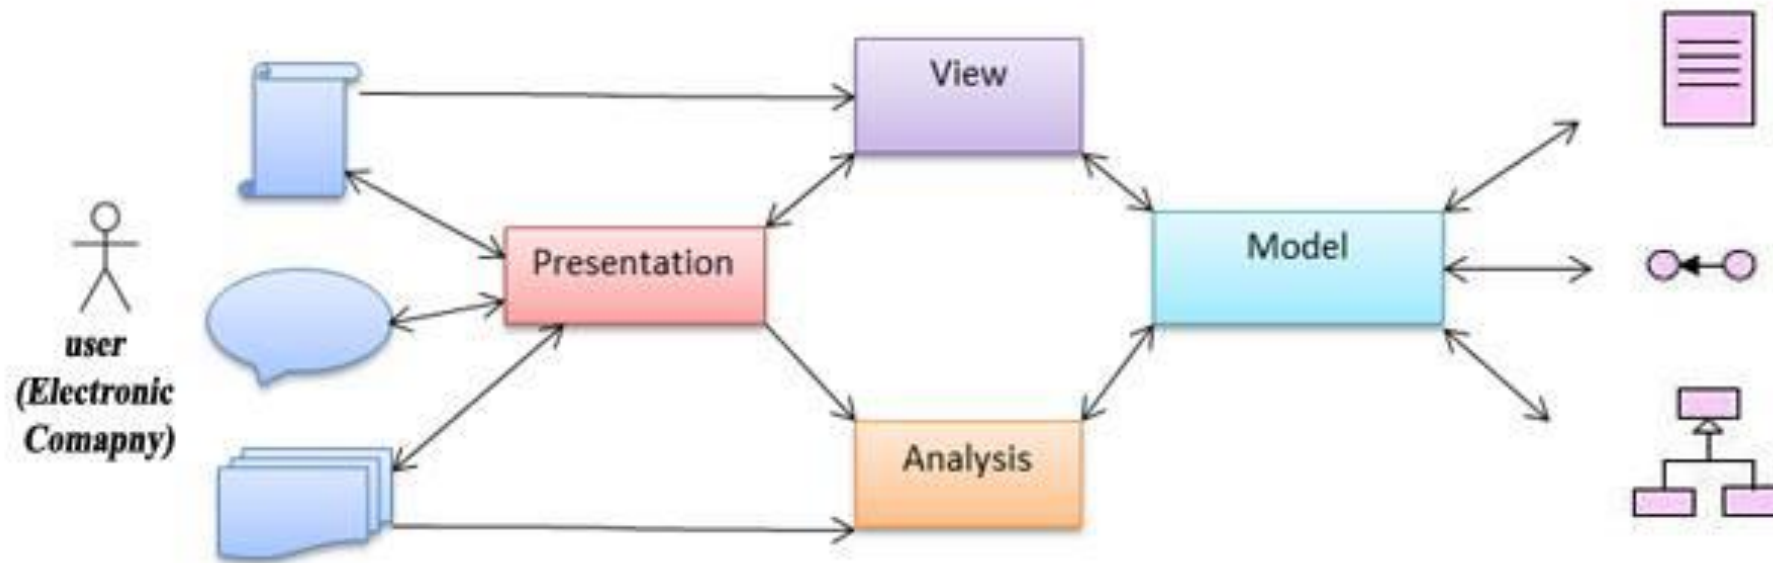 View
Presentation
Model
user
(Electronic
Comapny)
Analysis